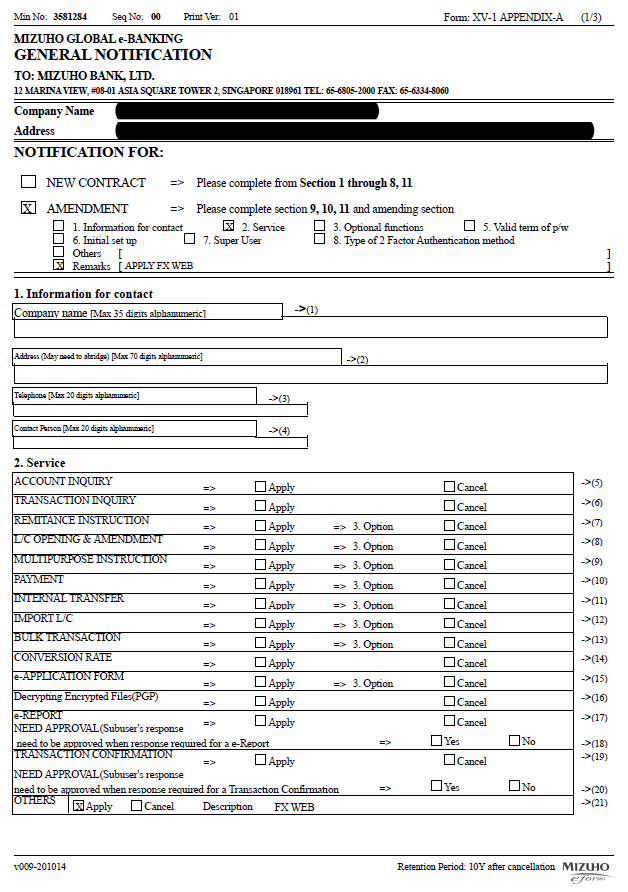 Min No: 3581284 Seq No: 00 Print Ver: 01 Form: XV-1 APPENDIX-A (1/3)
MIZUHO GLOBAL e-BANKING
GENERAL NOTIFICATION
TO: MIZUHO BANK, LTD.
12 MARINA VIEW, #08-01 ASIA SQUARE TOWER 2, SINGAPORE 018961 TEL: 65-6805-2000 FAX: 65-6334-8060
Company Name
Address
NOTIFICATION FOR:
NEW CONTRACT => Please complete from Section 1 through 8, 11
X AMENDMENT => Please complete section 9, 10, 11 and amending section
1. Information for contact X 2. Service 3. Optional functions 5. Valid term of p/w
6. Initial set up 7. Super User 8. Type of 2 Factor Authentication method
Others [ ]
X Remarks [ APPLY FX WEB ]
1. Information for contact
Company name [Max 35 digits alphanumeric] ->(1)
Address (May need to abridge) [Max 70 digits alphanumeric] ->(2)
Telephone [Max 20 digits alphanumeric] ->(3)
Contact Person [Max 20 digits alphanumeric] ->(4)
2. Service
ACCOUNT INQUIRY => Apply Cancel ->(5)
TRANSACTION INQUIRY => Apply Cancel ->(6)
REMITANCE INSTRUCTION => Apply => 3. Option Cancel ->(7)
L/C OPENING & AMENDMENT => Apply => 3. Option Cancel ->(8)
MULTIPURPOSE INSTRUCTION => Apply => 3. Option Cancel ->(9)
PAYMENT => Apply => 3. Option Cancel ->(10)
INTERNAL TRANSFER => Apply => 3. Option Cancel ->(11)
IMPORT L/C => Apply => 3. Option Cancel ->(12)
BULK TRANSACTION => Apply => 3. Option Cancel ->(13)
CONVERSION RATE => Apply Cancel ->(14)
e-APPLICATION FORM => Apply => 3. Option Cancel ->(15)
Decrypting Encrypted Files(PGP) => Apply Cancel ->(16)
e-REPORT => Apply Cancel ->(17)
NEED APPROVAL(Subuser's response
need to be approved when response required for a e-Report => Yes No ->(18)
TRANSACTION CONFIRMATION => Apply Cancel ->(19)
NEED APPROVAL(Subuser's response
need to be approved when response required for a Transaction Confirmation => Yes No ->(20)
OTHERS X Apply Cancel Description FX WEB ->(21)
v009-201014 Retention Period: 10Y after cancellation MIZUHO
eforms